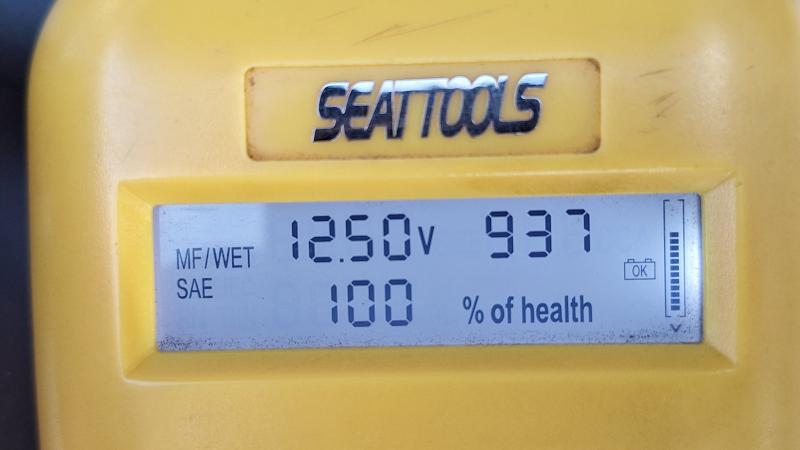 SEATTOOLS
MF/WET 12.50V 937
SAE 100 % of health
OK